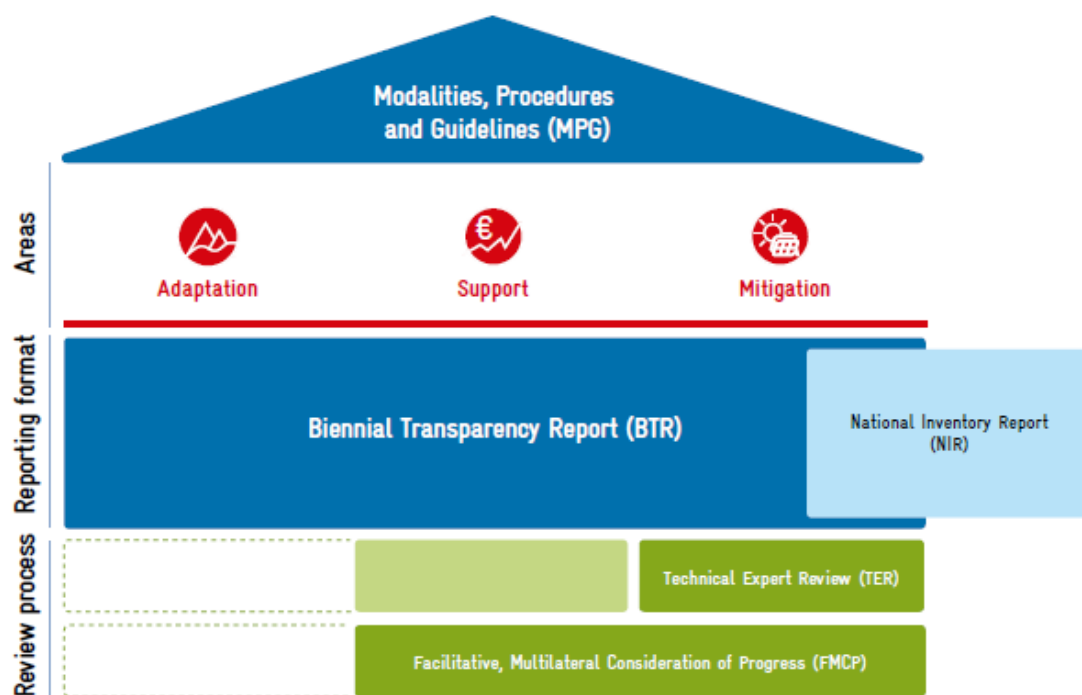 Modalities, Procedures
and Guidelines (MPG)
Areas
€
Adaptation
Support
Mitigation
Reporting format
Biennial Transparency Report (BTR)
National Inventory Report
(NIR)
Review process
Technical Expert Review (TER)
Facilitative, Multilateral Consideration of Progress (FMCP)